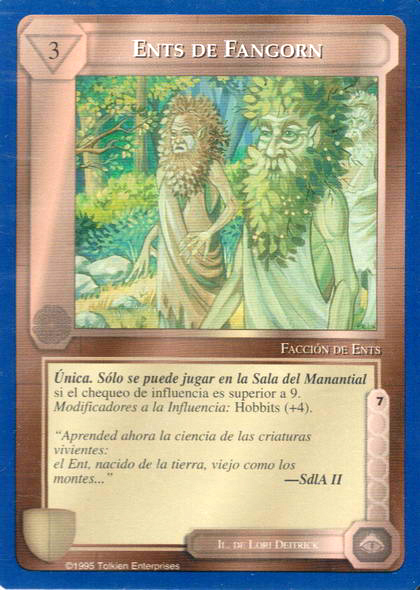 3
ENTS DE FANGORN
FACCIÓN DE ENTS
Única. Sólo se puede jugar en la Sala del Manantial
si el chequeo de influencia es superior a 9.
Modificadores a la Influencia: Hobbits (+4).
7
“Aprended ahora la ciencia de las criaturas
vivientes:
el Ent, nacido de la tierra, viejo como los
montes...” —SdlA II
IL. DE LORI DEITRICK
©1995 Tolkien Enterprises